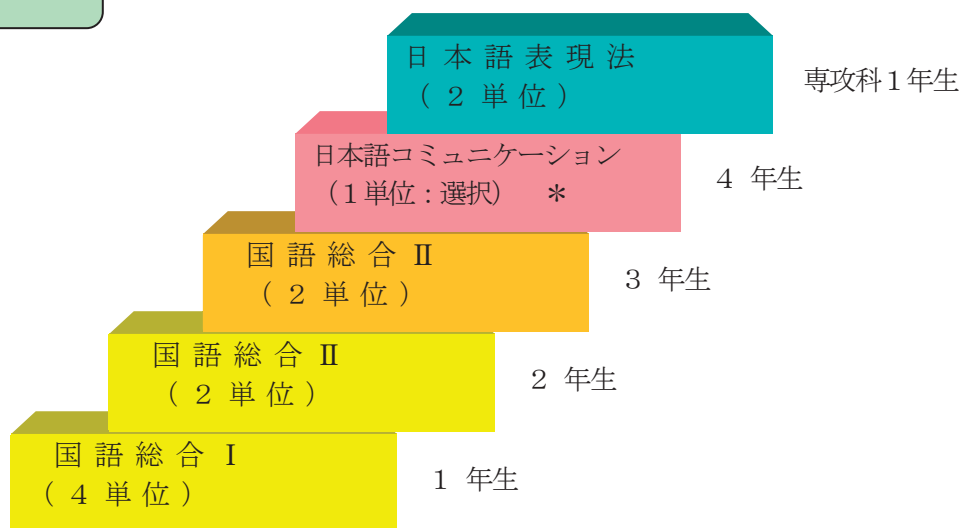 日本語表現法
(2単位)
専攻科1年生
日本語コミュニケーション
(1単位:選択) *
4 年生
国語総合 Ⅱ
(2単位)
3 年生
国語総合 Ⅱ
(2単位)
2 年生
国語総合 Ⅰ
(4単位)
1 年生